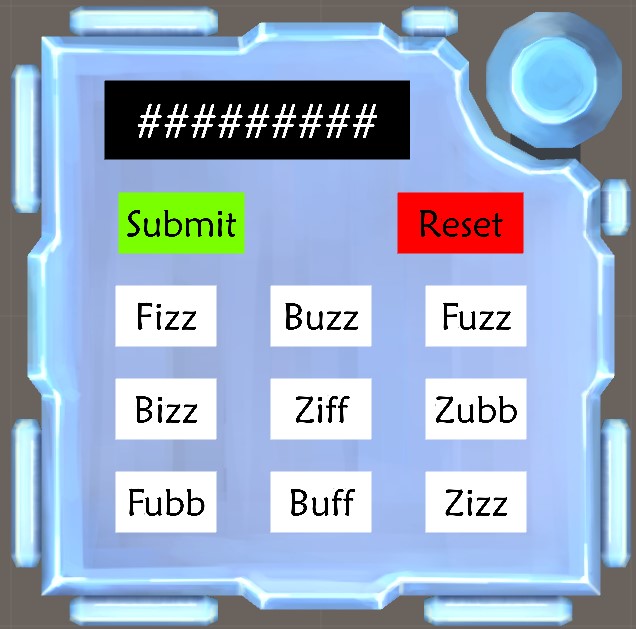 #########
Submit Reset
Fizz Buzz Fuzz
Bizz Ziff Zubb
Fubb Buff Zizz